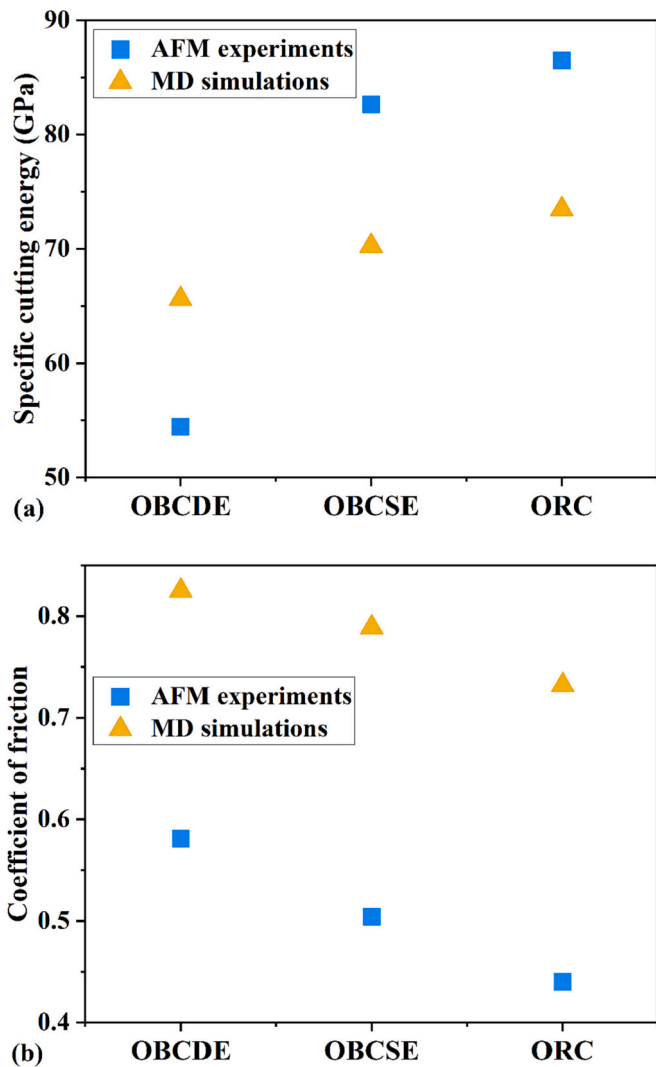 90
80
70
60
50
Specific cutting energy (GPa)
AFM experiments
MD simulations
OBCDE OBCSE ORC
(a)
0.8
0.7
0.6
0.5
0.4
Coefficient of friction
AFM experiments
MD simulations
OBCDE OBCSE ORC
(b)